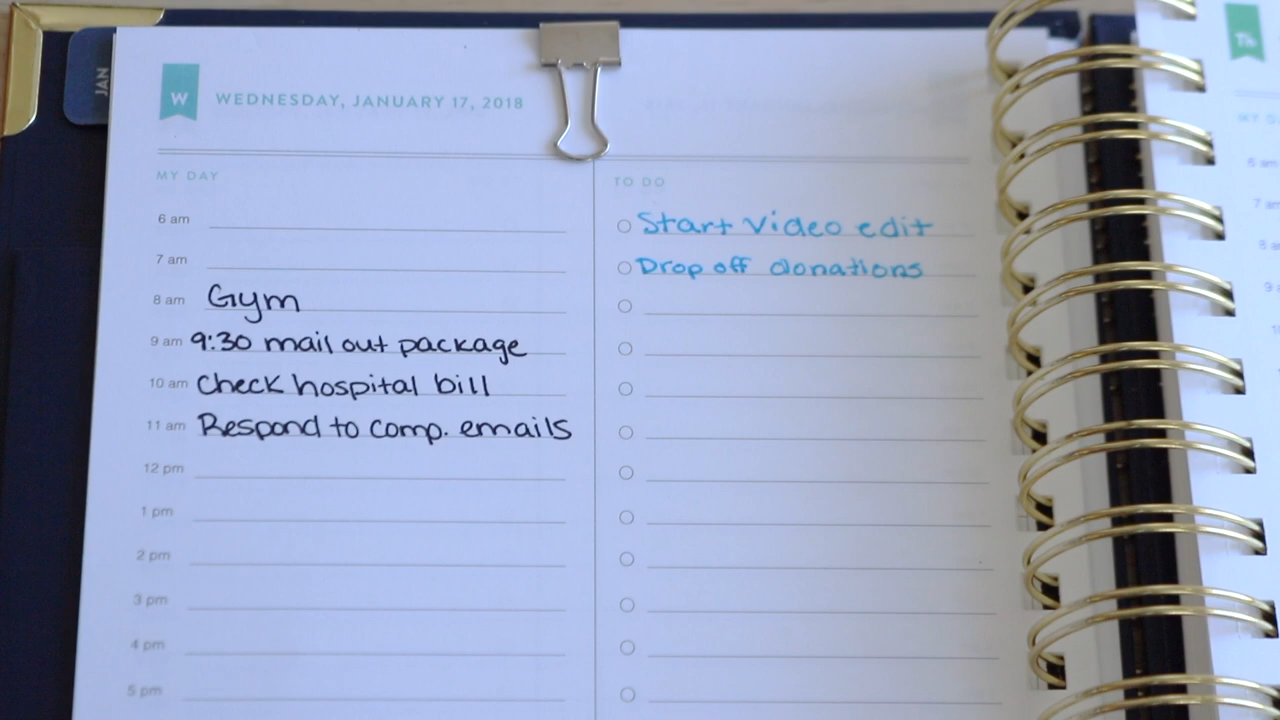 JAN
W
WEDNESDAY, JANUARY 17, 2018
MY DAY
6 am
7 am
8 am Gym
9 am 9:30 mail out package
10 am Check hospital bill
11 am Respond to comp. emails
12 pm
1 pm
2 pm
3 pm
4 pm
5 pm
TO DO
Start Video edit
Drop off donations
Th
MY D
6 am
7 am
8 a
9